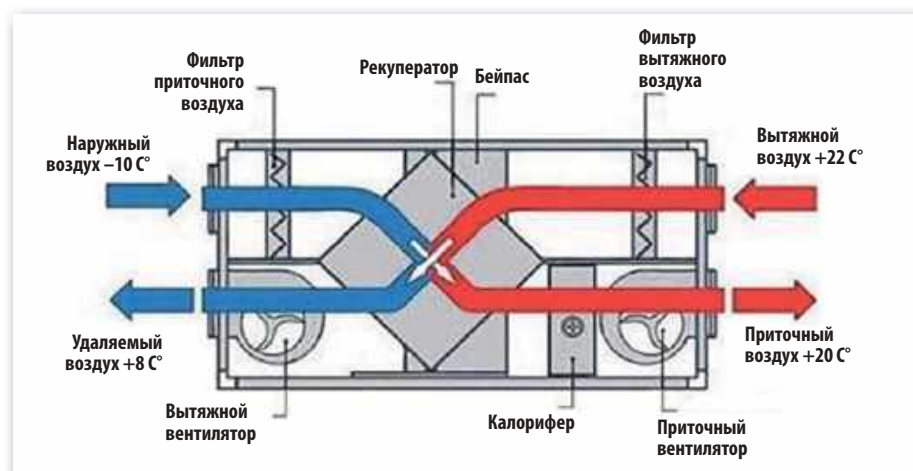 Фильтр
приточного
воздуха
Рекуператор
Бейпас
Фильтр
вытяжного
воздуха
Наружный
воздух –10 С°
Вытяжной
воздух +22 С°
Удаляемый
воздух +8 С°
Приточный
воздух +20 С°
Вытяжной
вентилятор
Калорифер
Приточный
вентилятор